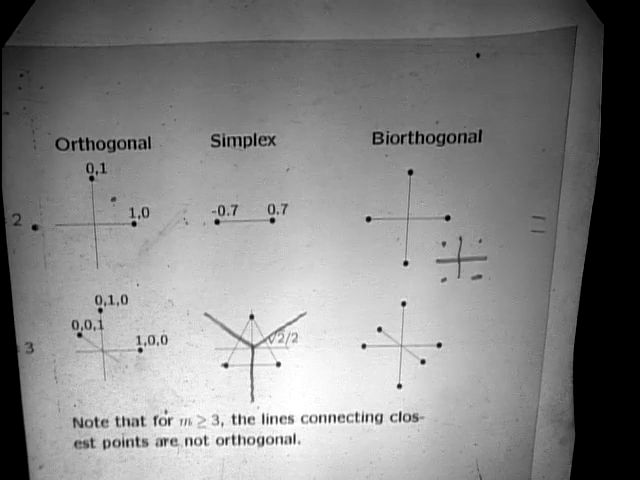 Orthogonal Simplex Biorthogonal
0,1
2 1,0 -0.7 0.7
0,1,0
0,0,1
3 1,0,0 √2/2
Note that for m ≥ 3, the lines connecting clos-
est points are not orthogonal.